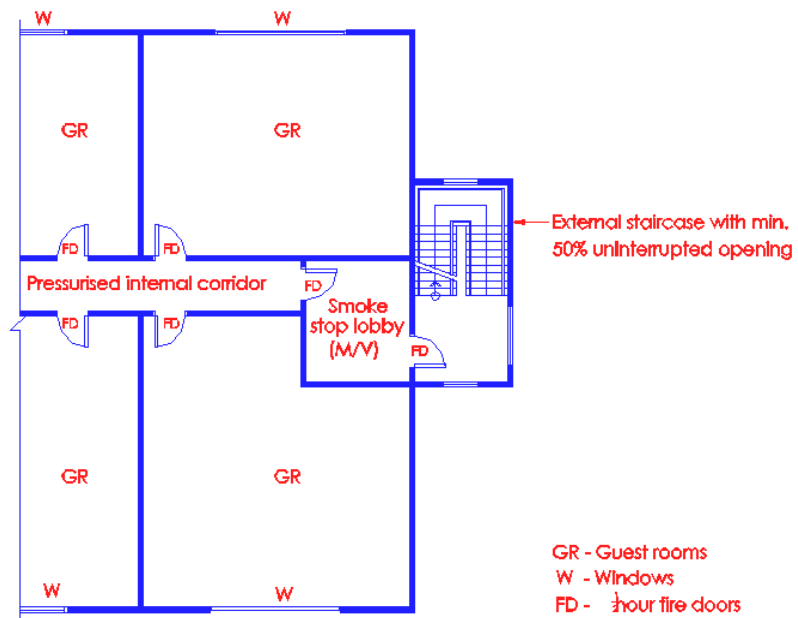 W
W
GR
GR
External staircase with min.
50% uninterrupted opening
FD
FD
Pressurised internal corridor
FD
Smoke
stop lobby
(M/V)
FD
FD
FD
GR
GR
W
W
GR - Guest rooms
W - Windows
FD - hour fire doors